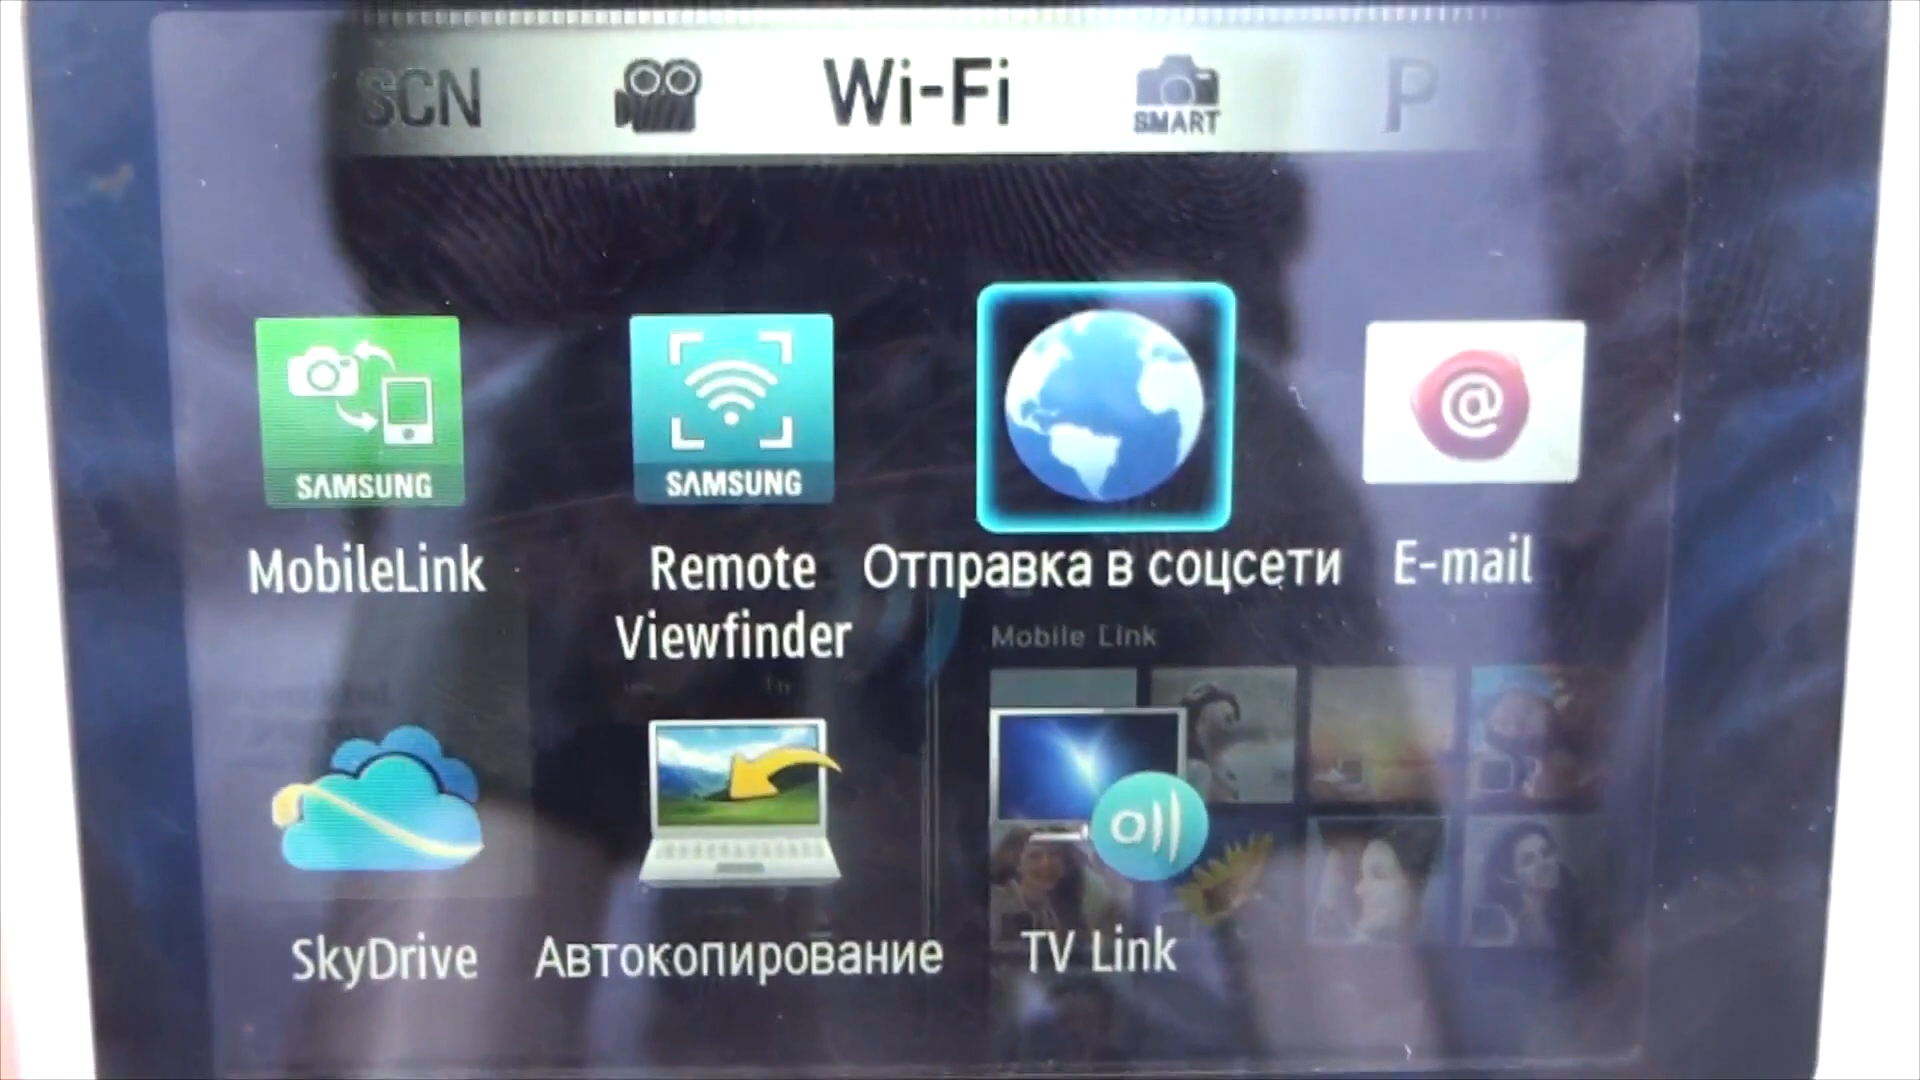 SCN Wi-Fi SMART P
SAMSUNG SAMSUNG @
MobileLink Remote Viewfinder Отправка в соцсети E-mail
Mobile Link
SkyDrive Автокопирование TV Link